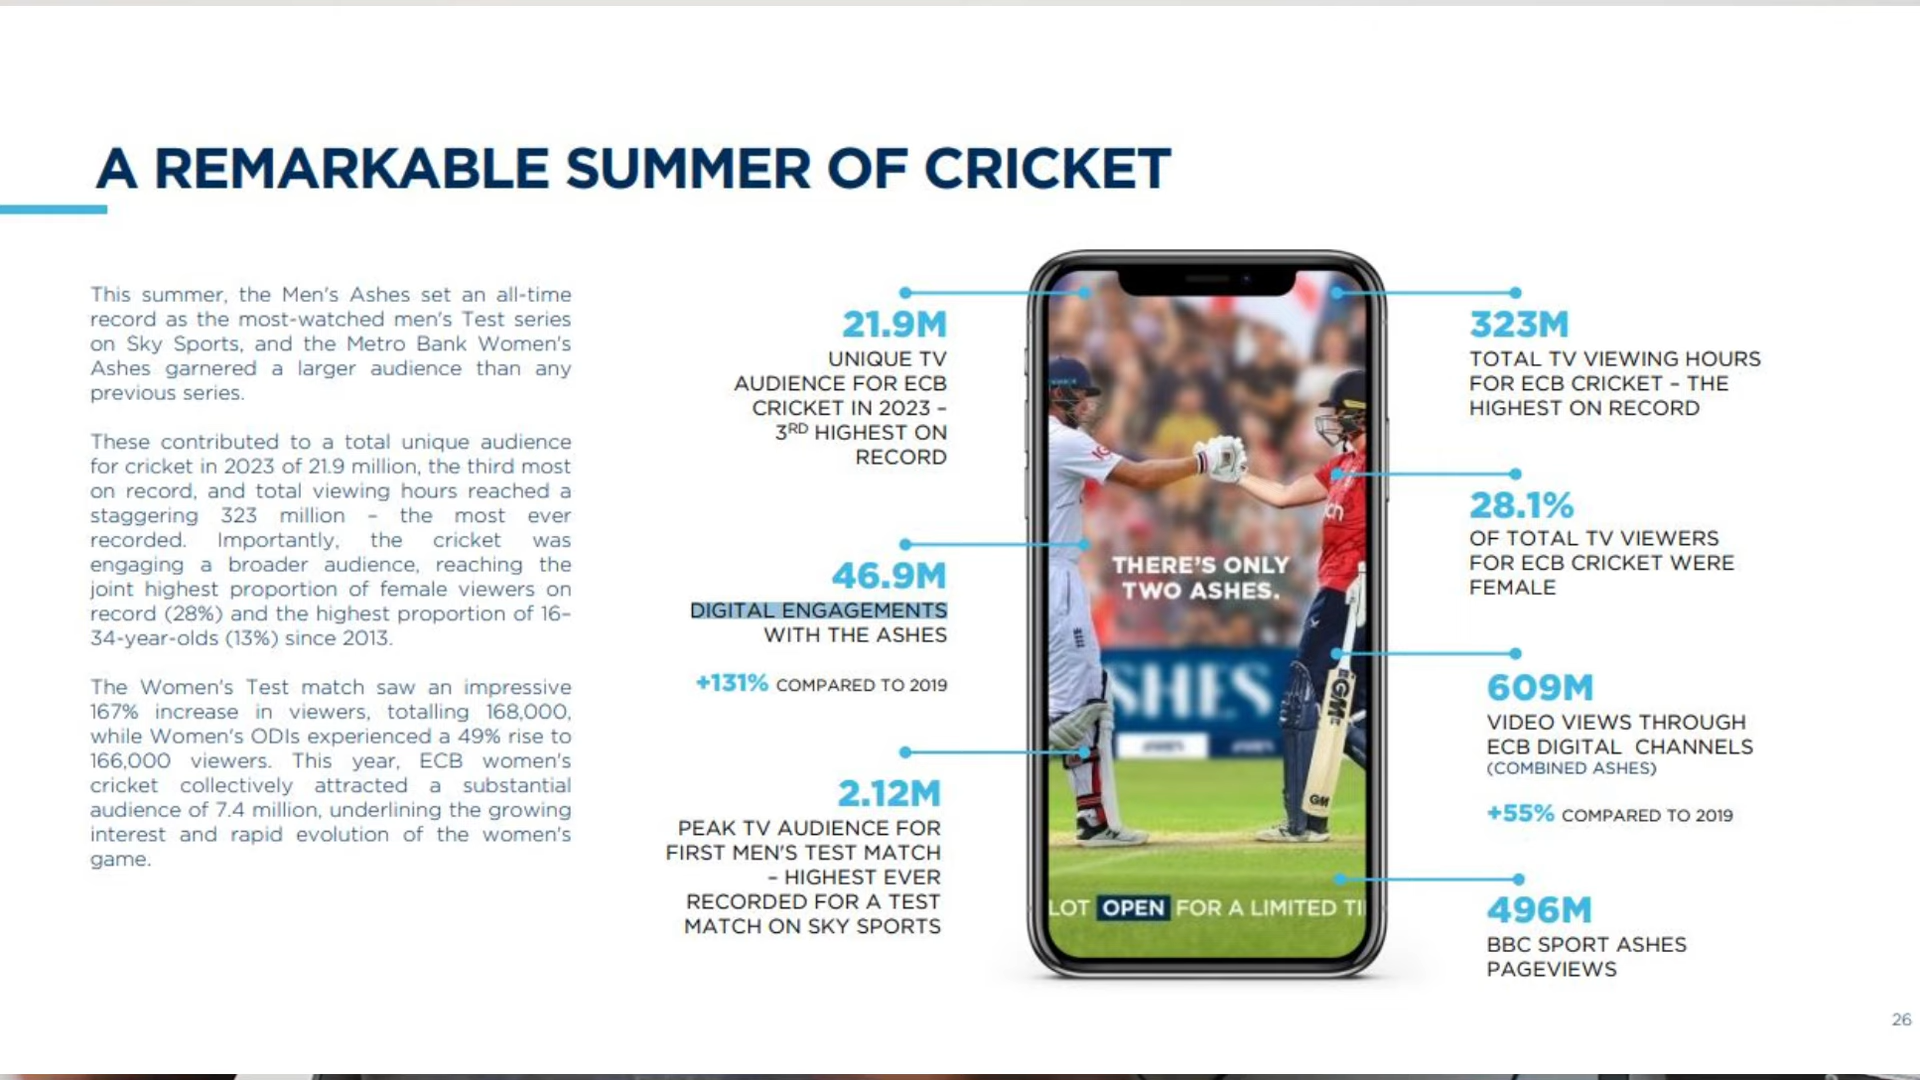 A REMARKABLE SUMMER OF CRICKET
This summer, the Men's Ashes set an all-time
record as the most-watched men's Test series
on Sky Sports, and the Metro Bank Women's
Ashes garnered a larger audience than any
previous series.
These contributed to a total unique audience
for cricket in 2023 of 21.9 million, the third most
on record, and total viewing hours reached a
staggering 323 million – the most ever
recorded. Importantly, the cricket was
engaging a broader audience, reaching the
joint highest proportion of female viewers on
record (28%) and the highest proportion of 16–
34-year-olds (13%) since 2013.
The Women's Test match saw an impressive
167% increase in viewers, totalling 168,000,
while Women's ODIs experienced a 49% rise to
166,000 viewers. This year, ECB women's
cricket collectively attracted a substantial
audience of 7.4 million, underlining the growing
interest and rapid evolution of the women's
game.
21.9M
UNIQUE TV
AUDIENCE FOR ECB
CRICKET IN 2023 –
3RD HIGHEST ON
RECORD
46.9M
DIGITAL ENGAGEMENTS
WITH THE ASHES
+131% COMPARED TO 2019
2.12M
PEAK TV AUDIENCE FOR
FIRST MEN'S TEST MATCH
– HIGHEST EVER
RECORDED FOR A TEST
MATCH ON SKY SPORTS
THERE'S ONLY
TWO ASHES.
SHES
GM
GM
LOT OPEN FOR A LIMITED TI
323M
TOTAL TV VIEWING HOURS
FOR ECB CRICKET – THE
HIGHEST ON RECORD
28.1%
OF TOTAL TV VIEWERS
FOR ECB CRICKET WERE
FEMALE
609M
VIDEO VIEWS THROUGH
ECB DIGITAL CHANNELS
(COMBINED ASHES)
+55% COMPARED TO 2019
496M
BBC SPORT ASHES
PAGEVIEWS
26